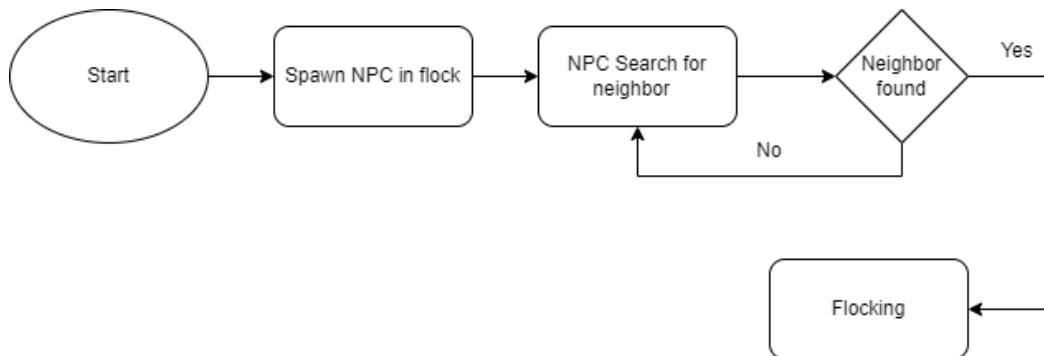 Start
Spawn NPC in flock
NPC Search for
neighbor
Neighbor
found
Yes
No
Flocking